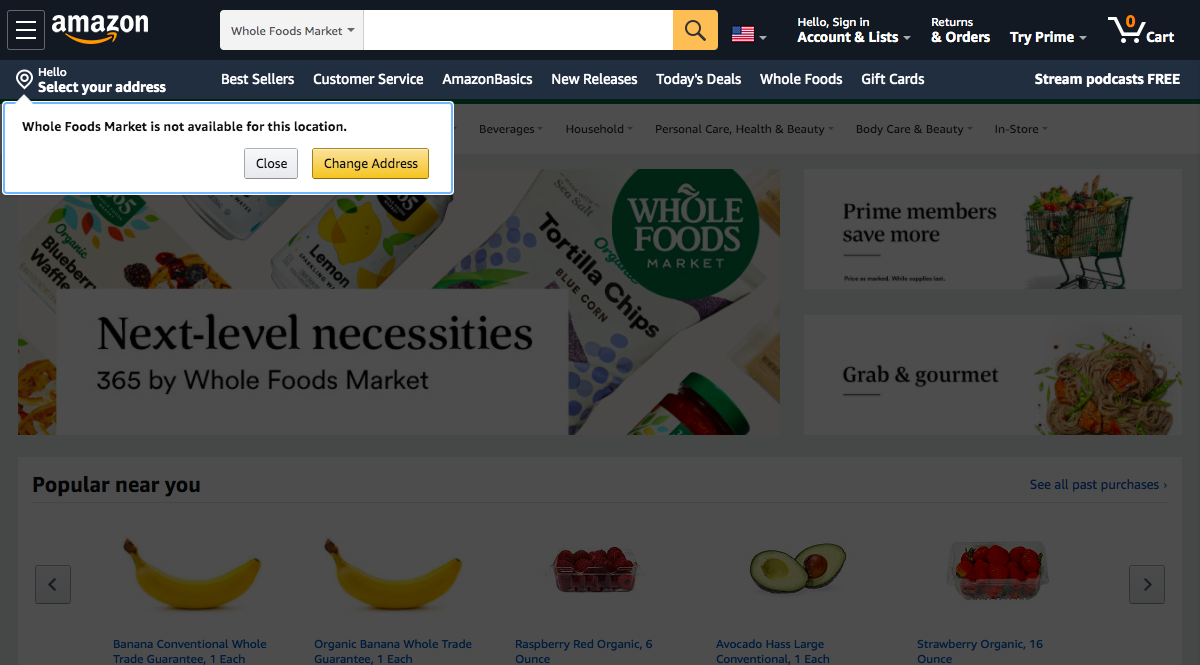 amazon
Whole Foods Market
Hello, Sign in
Account & Lists
Returns
& Orders
Try Prime
0
Cart
Hello
Select your address
Best Sellers
Customer Service
AmazonBasics
New Releases
Today's Deals
Whole Foods
Gift Cards
Stream podcasts FREE
Whole Foods Market is not available for this location.
Close
Change Address
Beverages
Household
Personal Care, Health & Beauty
Body Care & Beauty
In-Store
365
Organic
Blueberry
Waffles
Lemon
Sea Salt
Organic
Tortilla Chips
BLUE CORN
WHOLE
FOODS
MARKET
Next-level necessities
365 by Whole Foods Market
Prime members
save more
Price as marked. While supplies last.
Grab & gourmet
Popular near you
See all past purchases ›
Banana Conventional Whole
Trade Guarantee, 1 Each
Organic Banana Whole Trade
Guarantee, 1 Each
Raspberry Red Organic, 6
Ounce
Avocado Hass Large
Conventional, 1 Each
Strawberry Organic, 16
Ounce